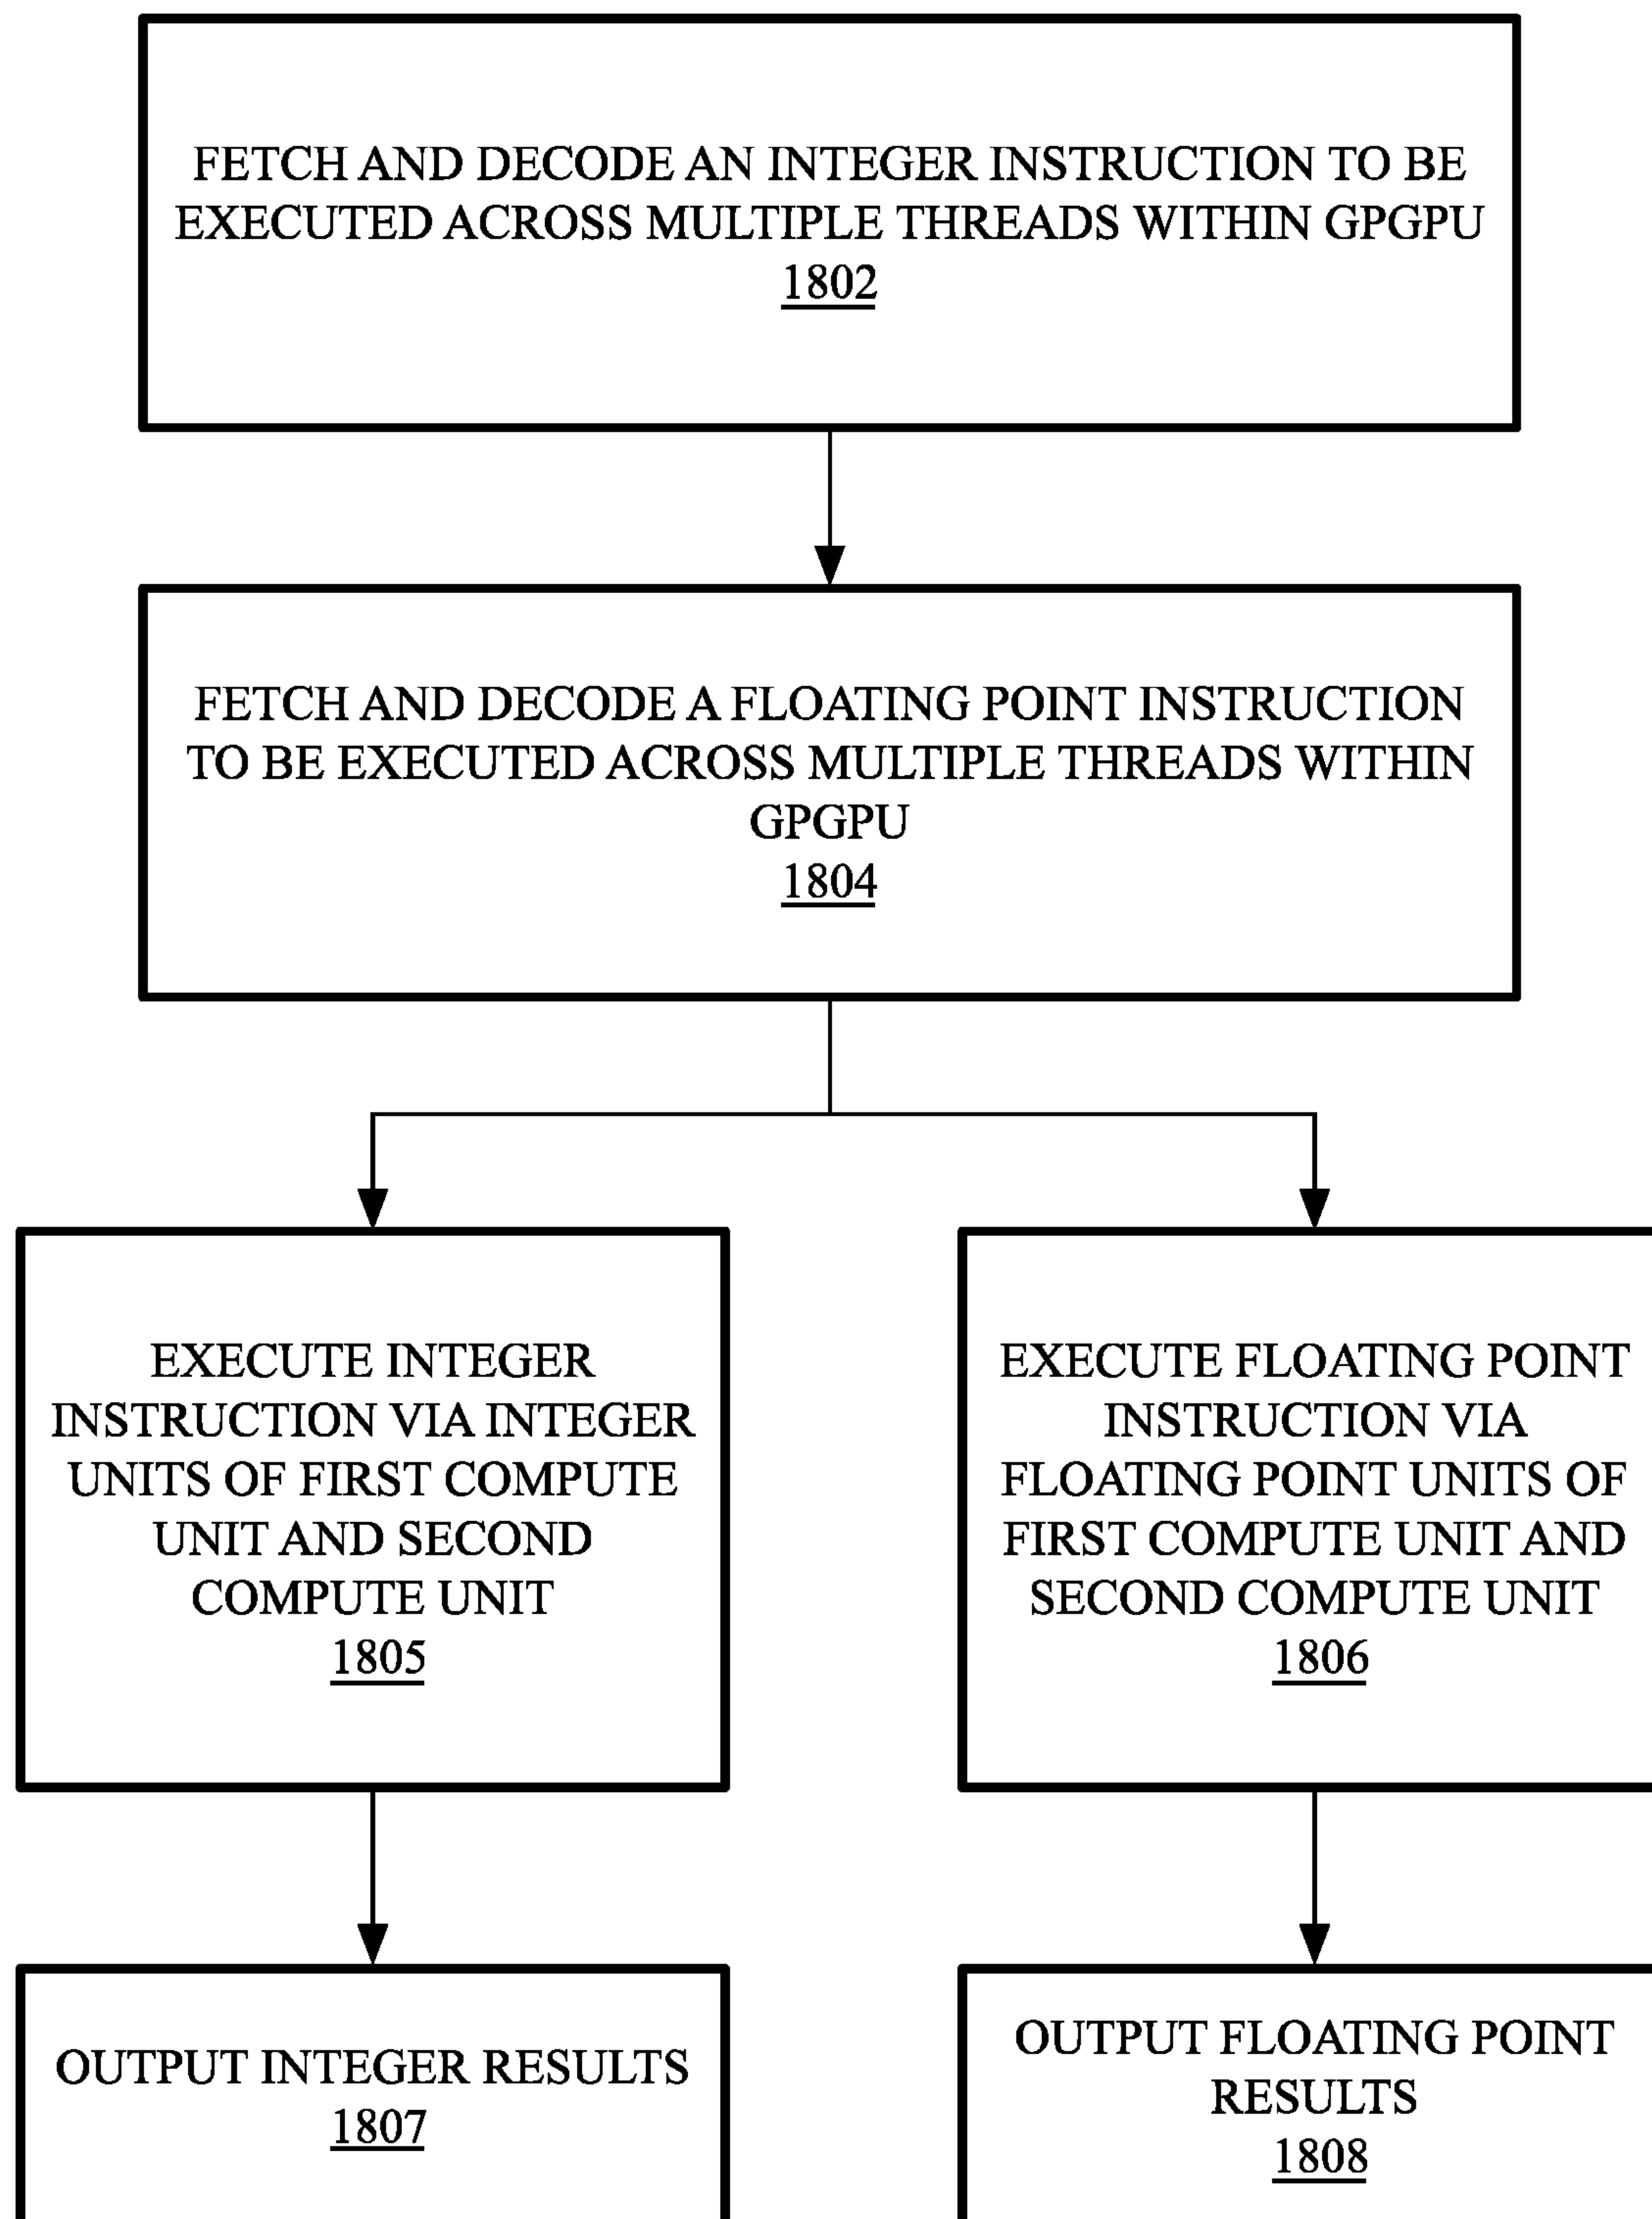 FETCH AND DECODE AN INTEGER INSTRUCTION TO BE
EXECUTED ACROSS MULTIPLE THREADS WITHIN GPGPU
1802
FETCH AND DECODE A FLOATING POINT INSTRUCTION
TO BE EXECUTED ACROSS MULTIPLE THREADS WITHIN
GPGPU
1804
EXECUTE INTEGER
INSTRUCTION VIA INTEGER
UNITS OF FIRST COMPUTE
UNIT AND SECOND
COMPUTE UNIT
1805
EXECUTE FLOATING POINT
INSTRUCTION VIA
FLOATING POINT UNITS OF
FIRST COMPUTE UNIT AND
SECOND COMPUTE UNIT
1806
OUTPUT INTEGER RESULTS
1807
OUTPUT FLOATING POINT
RESULTS
1808